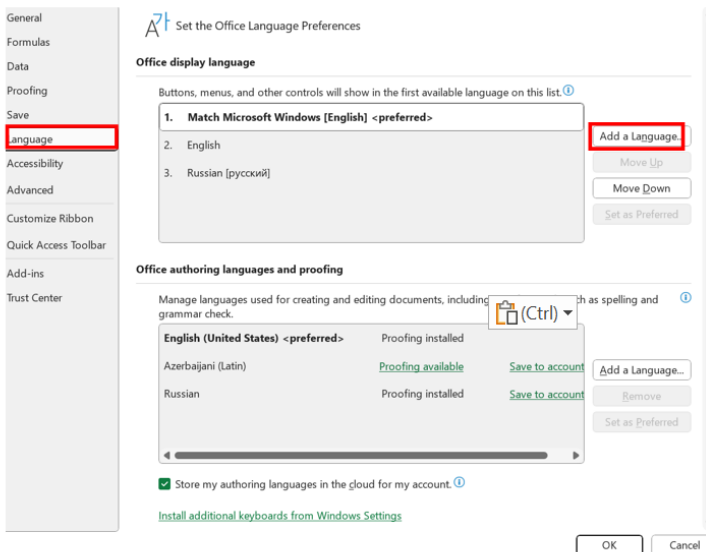 General
Formulas
Data
Proofing
Save
Language
Accessibility
Advanced
Customize Ribbon
Quick Access Toolbar
Add-ins
Trust Center
A가 Set the Office Language Preferences
Office display language
Buttons, menus, and other controls will show in the first available language on this list.
1. Match Microsoft Windows [English] <preferred>
2. English
3. Russian [русский]
Add a Language...
Move Up
Move Down
Set as Preferred
Office authoring languages and proofing
Manage languages used for creating and editing documents, including as spelling and
grammar check.
(Ctrl)
English (United States) <preferred> Proofing installed
Azerbaijani (Latin) Proofing available Save to account
Russian Proofing installed Save to account
Add a Language...
Remove
Set as Preferred
Store my authoring languages in the cloud for my account.
Install additional keyboards from Windows Settings
OK Cancel